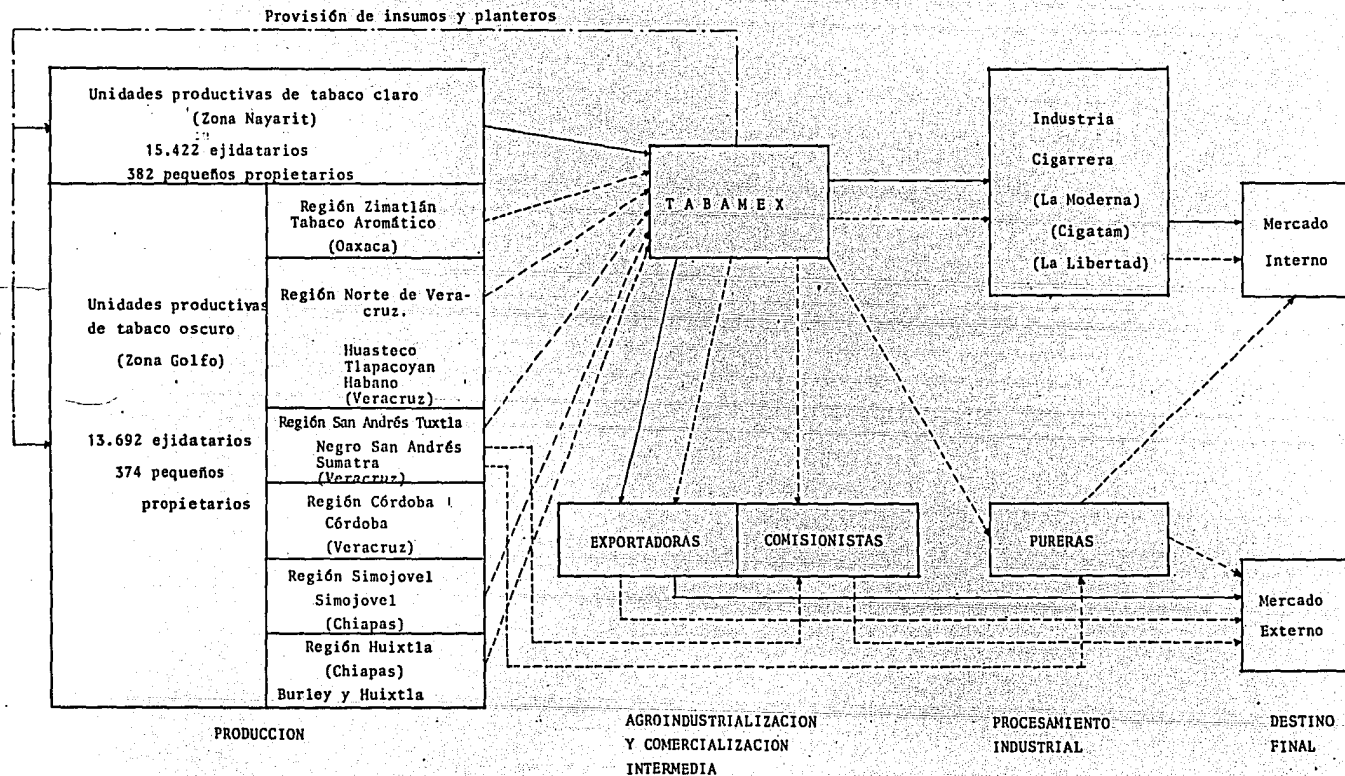 Provisión de insumos y planteros
Unidades productivas de tabaco claro
(Zona Nayarit)
15.422 ejidatarios
382 pequeños propietarios
Unidades productivas
de tabaco oscuro
(Zona Golfo)
13.692 ejidatarios
374 pequeños
propietarios
Región Zimatlán
Tabaco Aromático
(Oaxaca)
Región Norte de Vera-
cruz.
Huasteco
Tlapacoyan
Habano
(Veracruz)
Región San Andrés Tuxtla
Negro San Andrés
Sumatra
(Veracruz)
Región Córdoba
Córdoba
(Veracruz)
Región Simojovel
Simojovel
(Chiapas)
Región Huixtla
(Chiapas)
Burley y Huixtla
PRODUCCION
TABAMEX
EXPORTADORAS
COMISIONISTAS
AGROINDUSTRIALIZACION
Y COMERCIALIZACIÓN
INTERMEDIA
Industria
Cigarrera
(La Moderna)
(Cigatam)
(La Libertad)
PURERAS
PROCESAMIENTO
INDUSTRIAL
Mercado
Interno
Mercado
Externo
DESTINO
FINAL